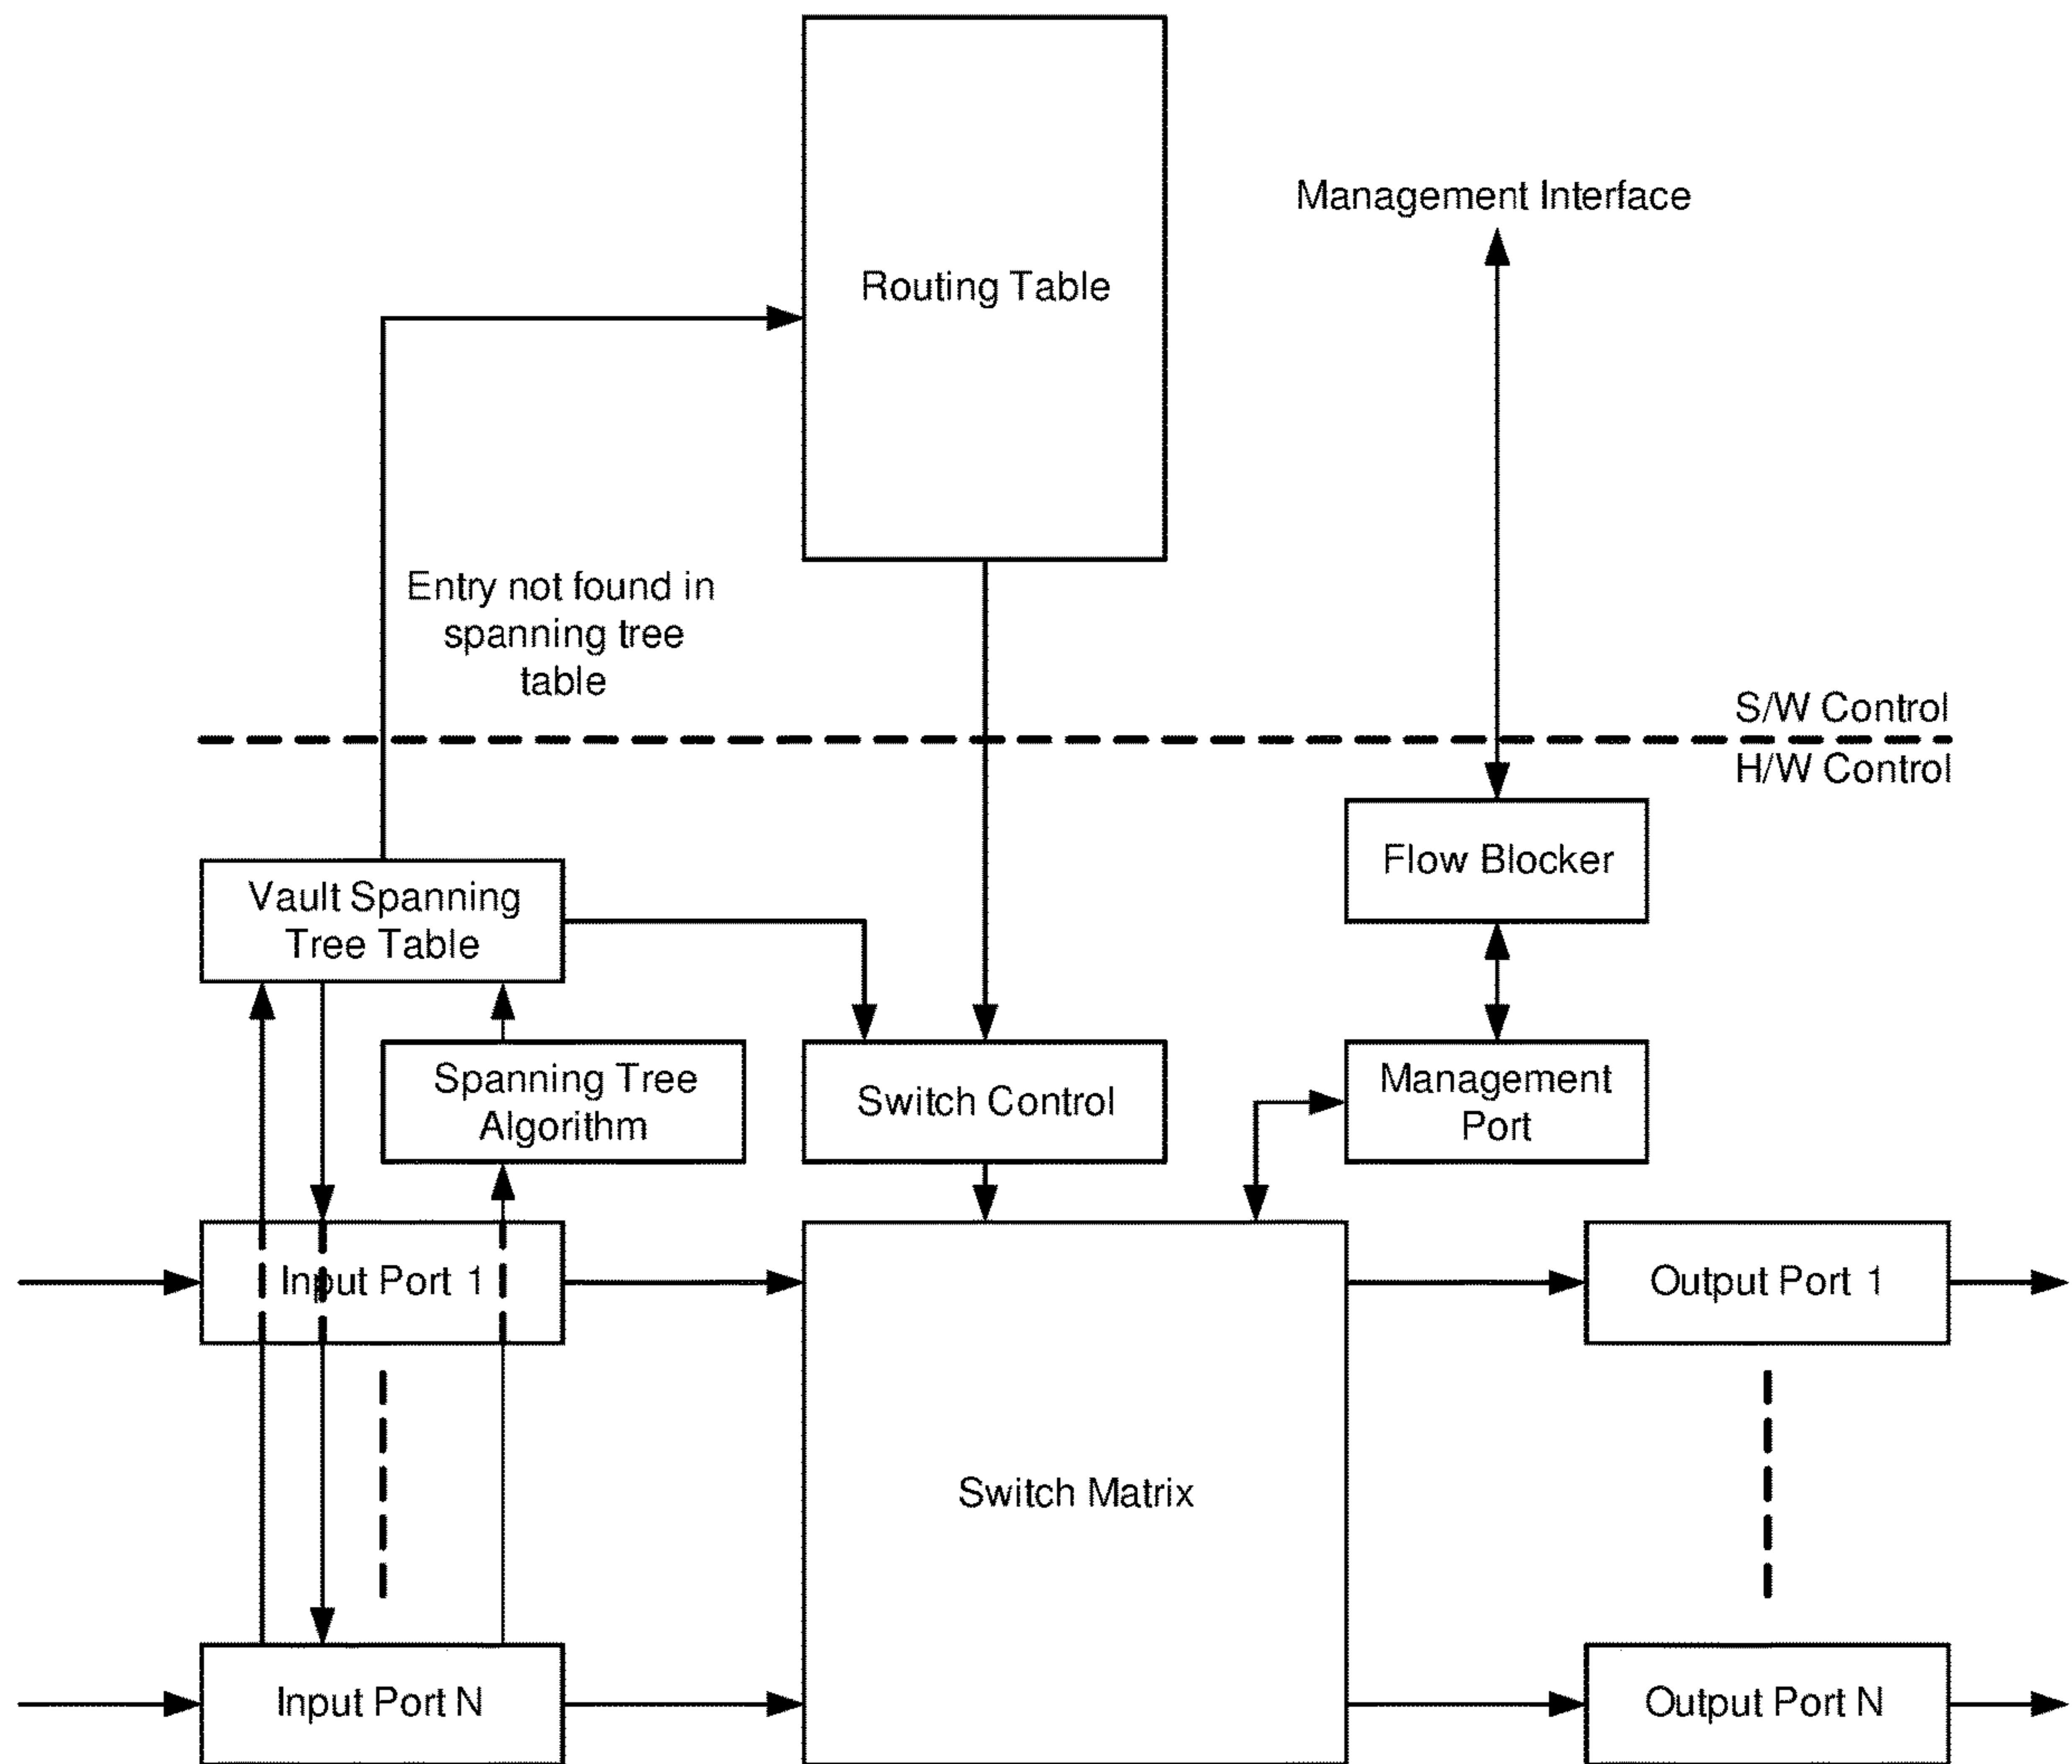 Management Interface
Routing Table
Entry not found in
spanning tree
table
S/W Control
H/W Control
Flow Blocker
Vault Spanning
Tree Table
Spanning Tree
Algorithm
Switch Control
Management
Port
Input Port 1
Output Port 1
Switch Matrix
Input Port N
Output Port N